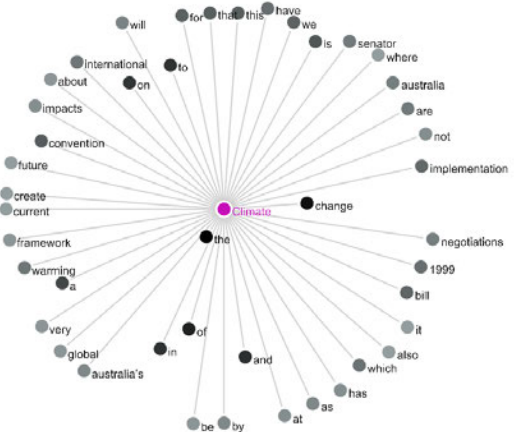 have
for
that
this
we
will
is
senator
where
international
to
about
on
australia
impacts
are
not
convention
future
implementation
create
change
current
Climate
the
framework
negotiations
warming
1999
a
bill
very
of
it
in
global
and
also
australia's
which
has
as
at
be
by